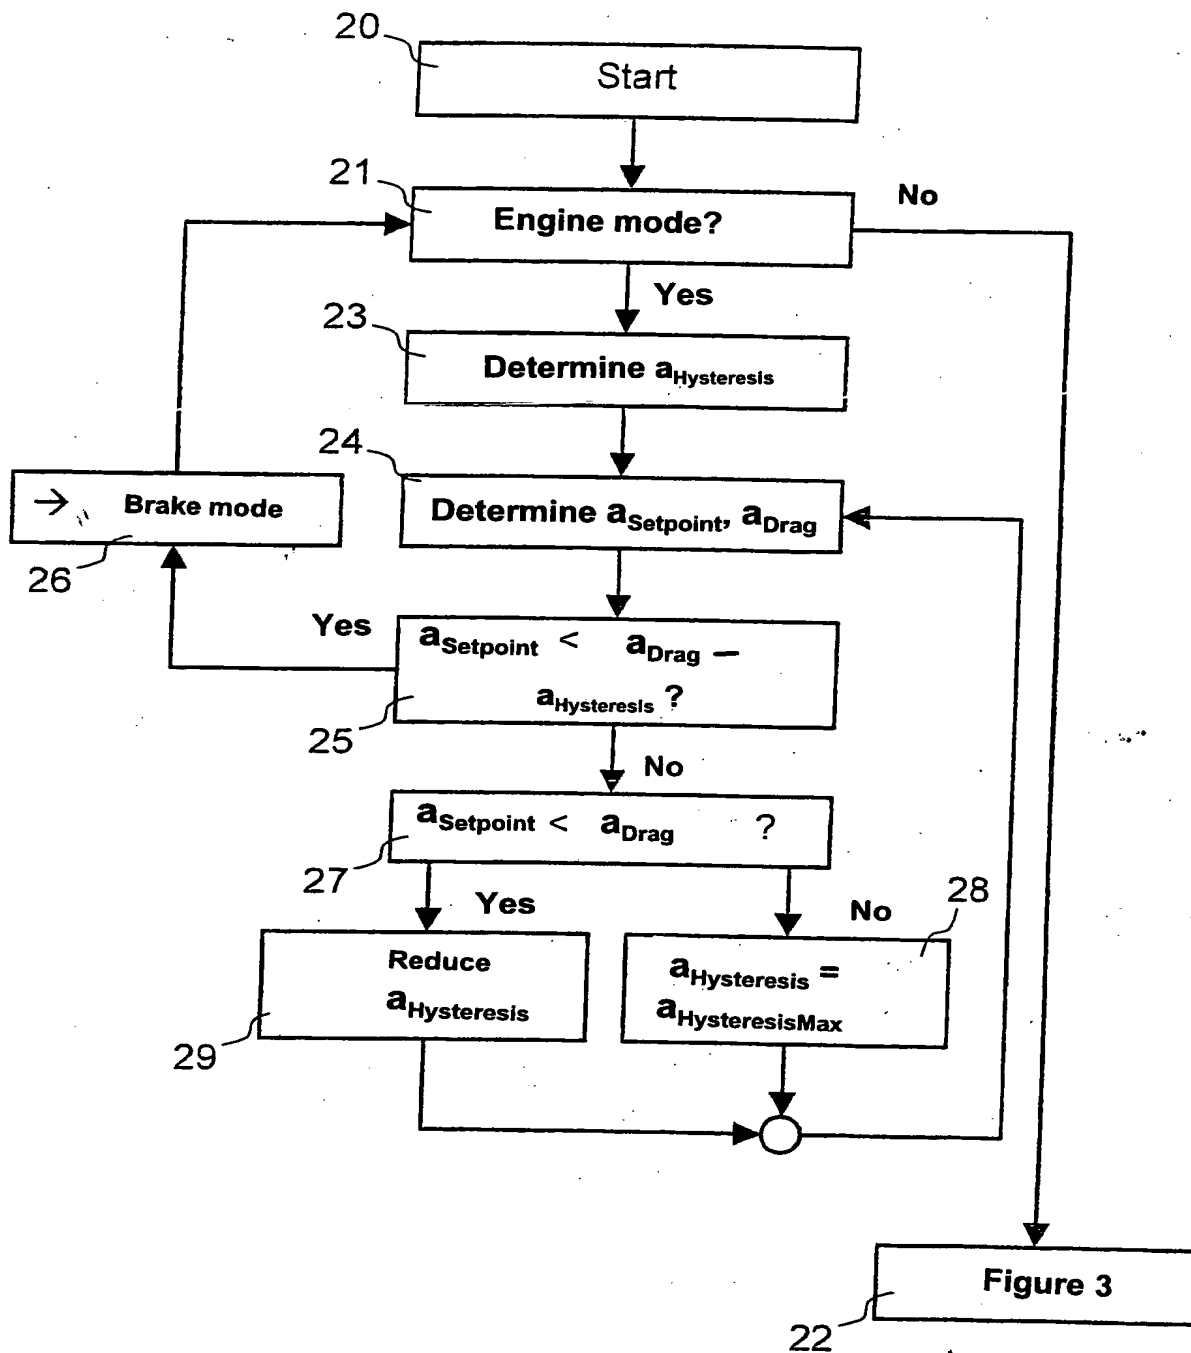 20
Start
21
No
Engine mode?
Yes
23
Determine aHysteresis
24
Determine aSetpoint, aDrag
→ Brake mode
26
Yes
aSetpoint < aDrag –
aHysteresis ?
25
No
aSetpoint < aDrag ?
27
Yes
No
28
Reduce
aHysteresis
aHysteresis =
aHysteresisMax
29
Figure 3
22